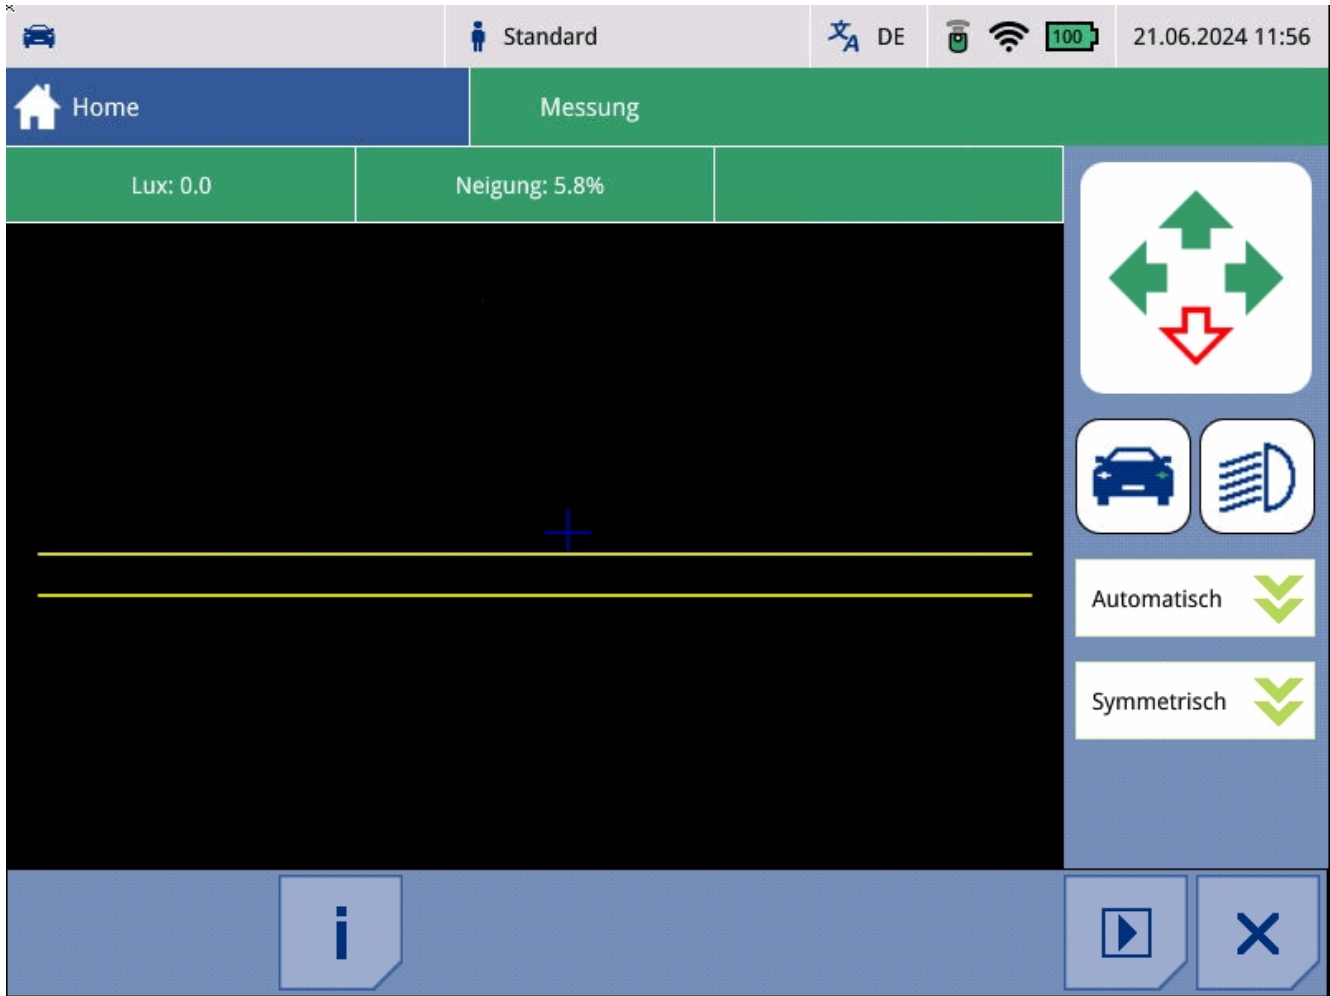 Standard
DE
100
21.06.2024 11:56
Home
Messung
Lux: 0.0
Neigung: 5.8%
Automatisch
Symmetrisch
i